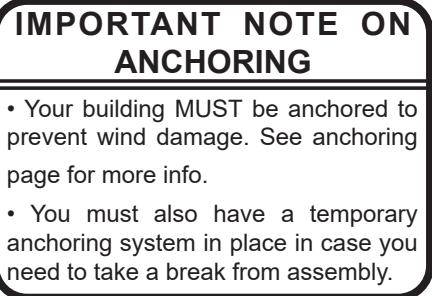 IMPORTANT NOTE ON
ANCHORING
• Your building MUST be anchored to
prevent wind damage. See anchoring
page for more info.
• You must also have a temporary
anchoring system in place in case you
need to take a break from assembly.